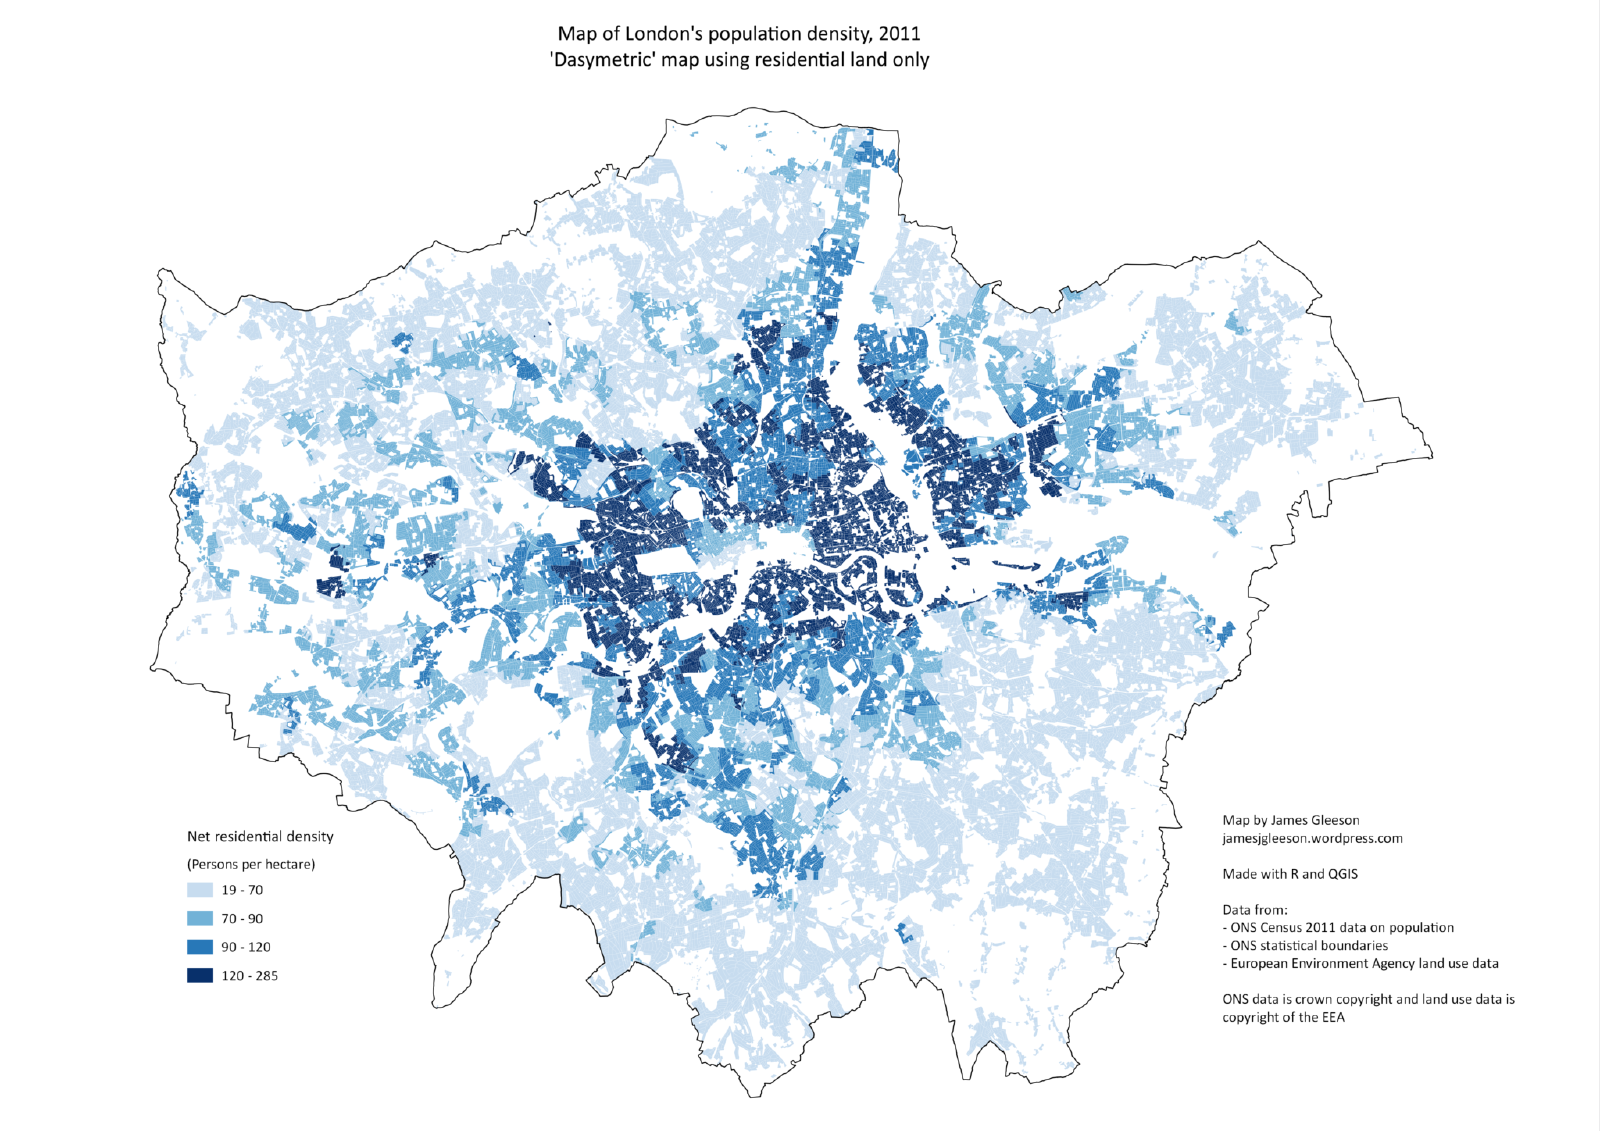 Map of London's population density, 2011
'Dasymetric' map using residential land only
Net residential density
(Persons per hectare)
19 - 70
70 - 90
90 - 120
120 - 285
Map by James Gleeson
jamesjgleeson.wordpress.com
Made with R and QGIS
Data from:
- ONS Census 2011 data on population
- ONS statistical boundaries
- European Environment Agency land use data
ONS data is crown copyright and land use data is
copyright of the EEA